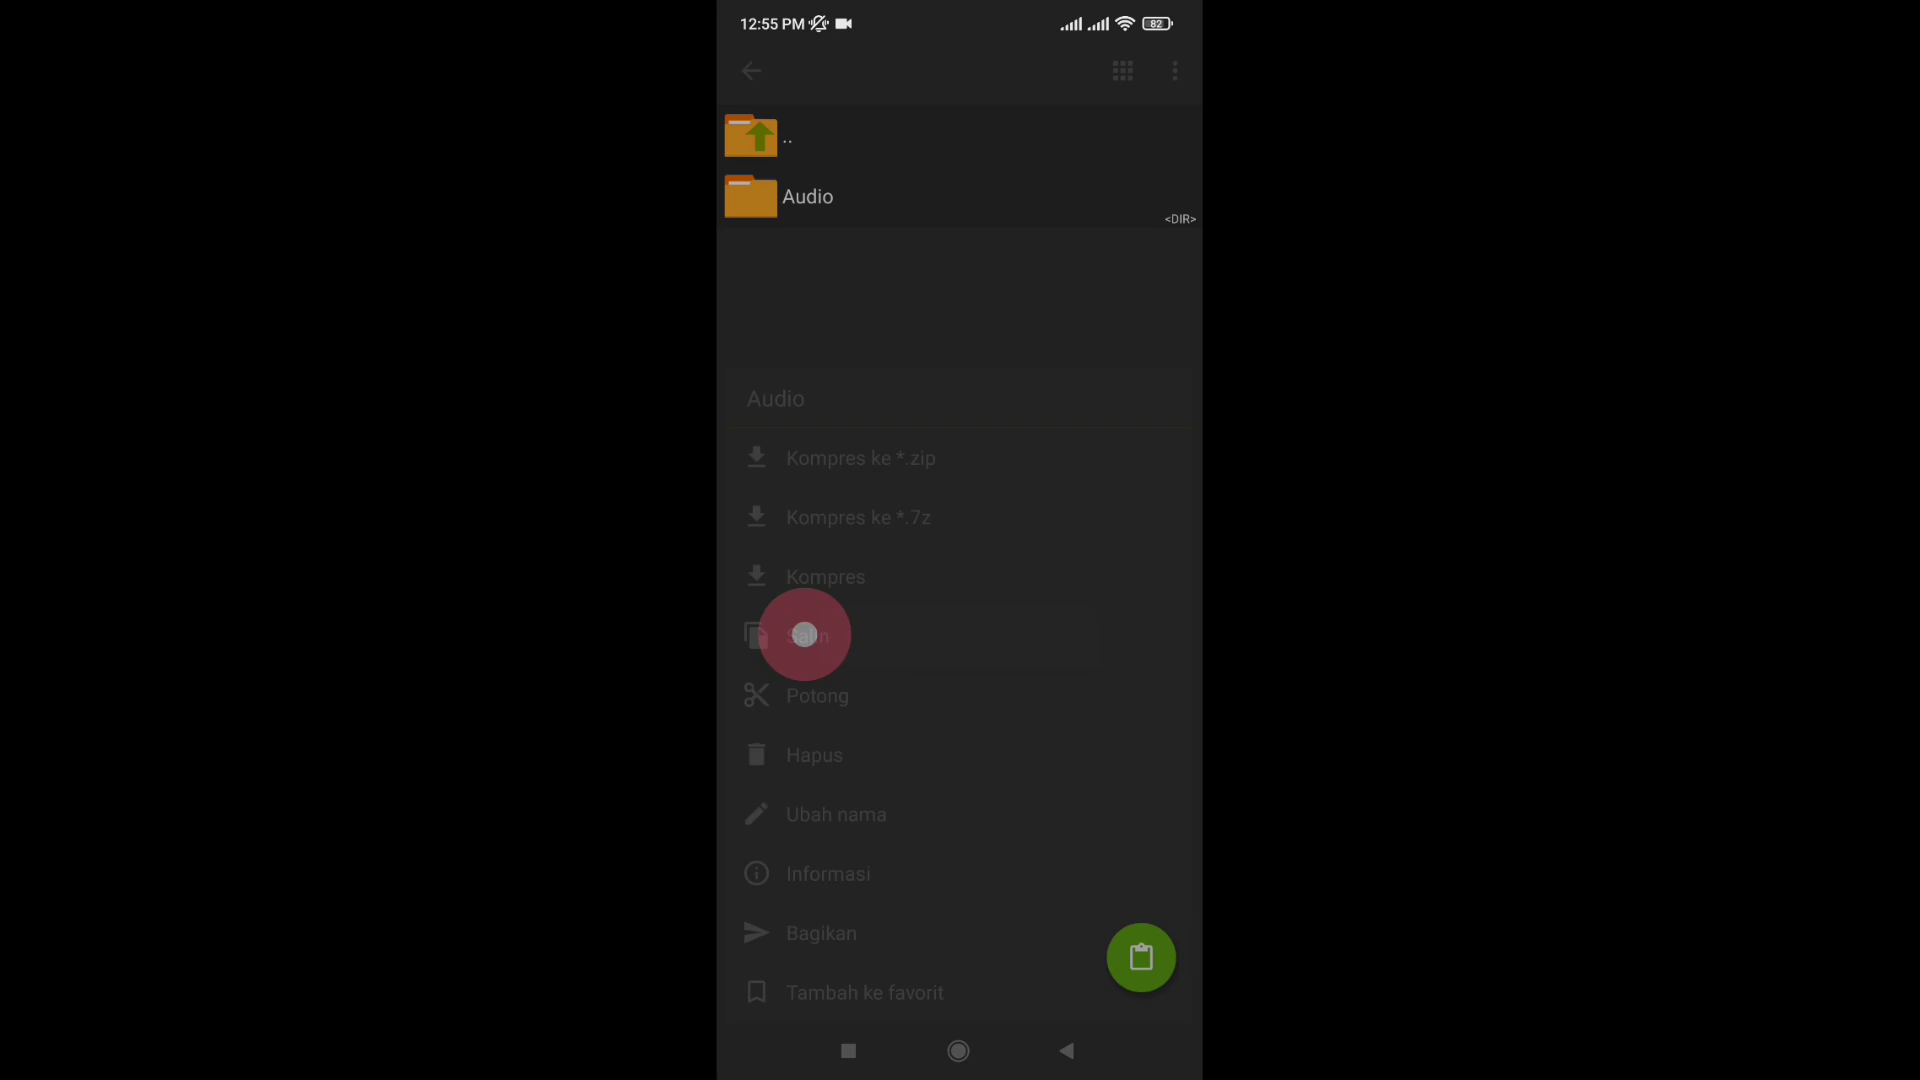 12:55 PM
82
..
Audio
<DIR>
Audio
Kompres ke *.zip
Kompres ke *.7z
Kompres
Salin
Potong
Hapus
Ubah nama
Informasi
Bagikan
Tambah ke favorit